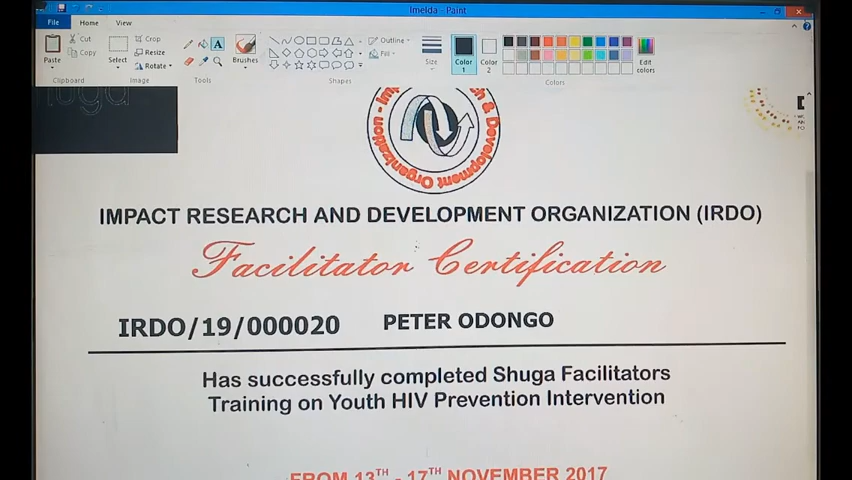 Imelda - Paint
File Home View
Paste
Cut
Copy
Clipboard
Select
Crop
Resize
Rotate
Image
Tools
Brushes
Shapes
Outline
Fill
Size
Color 1
Color 2
Colors
Edit colors
& Development Organization -
IMPACT RESEARCH AND DEVELOPMENT ORGANIZATION (IRDO)
Facilitator Certification
IRDO/19/000020 PETER ODONGO
Has successfully completed Shuga Facilitators
Training on Youth HIV Prevention Intervention
FROM 13TH - 17TH NOVEMBER 2017